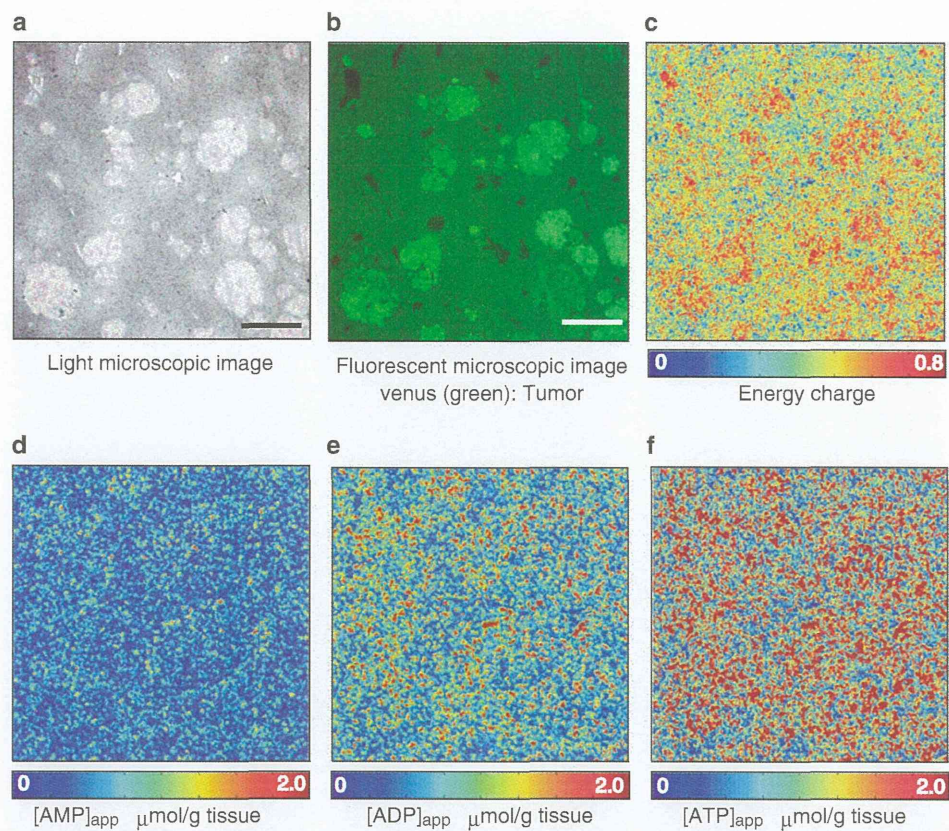 a
b
c
Light microscopic image
Fluorescent microscopic image
venus (green): Tumor
0 0.8
Energy charge
d
e
f
0 2.0
[AMP]app μmol/g tissue
0 2.0
[ADP]app μmol/g tissue
0 2.0
[ATP]app μmol/g tissue